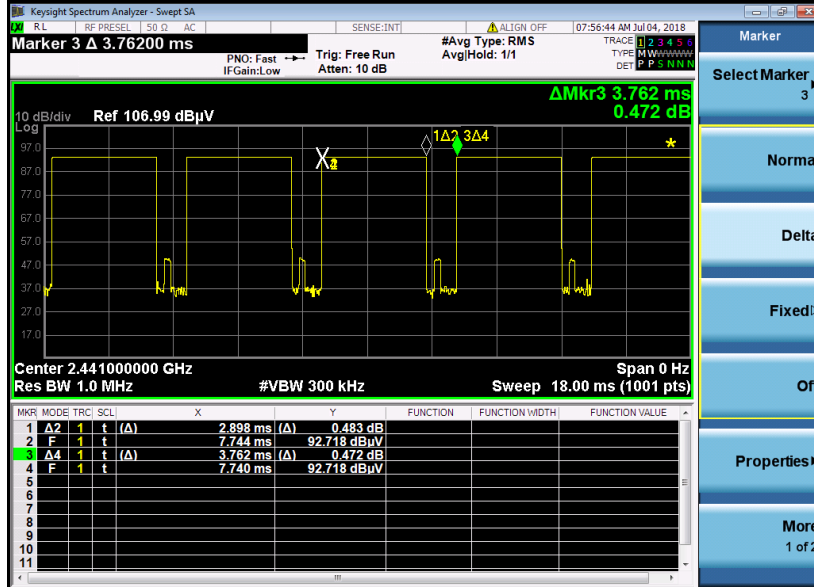 Keysight Spectrum Analyzer - Swept SA
LXI RL RF PRESEL 50 Ω AC SENSE:INT ALIGN OFF 07:56:44 AM Jul 04, 2018
Marker 3 Δ 3.76200 ms
PNO: Fast
IFGain:Low
Trig: Free Run
Atten: 10 dB
#Avg Type: RMS
Avg|Hold: 1/1
TRACE 1 2 3 4 5 6
TYPE M W W W W W
DET P P S N N N
ΔMkr3 3.762 ms
0.472 dB
10 dB/div Ref 106.99 dBµV
Log
97.0
87.0
77.0
67.0
57.0
47.0
37.0
27.0
17.0
1Δ2 3Δ4
Center 2.441000000 GHz Span 0 Hz
Res BW 1.0 MHz #VBW 300 kHz Sweep 18.00 ms (1001 pts)
MKR MODE TRC SCL X Y FUNCTION FUNCTION WIDTH FUNCTION VALUE
1 Δ2 1 t (Δ) 2.898 ms (Δ) 0.483 dB
2 F 1 t 7.744 ms 92.718 dBµV
3 Δ4 1 t (Δ) 3.762 ms (Δ) 0.472 dB
4 F 1 t 7.740 ms 92.718 dBµV
5
6
7
8
9
10
11
Marker
Select Marker
3
Norma
Delta
Fixed
Of
Properties
More
1 of 2